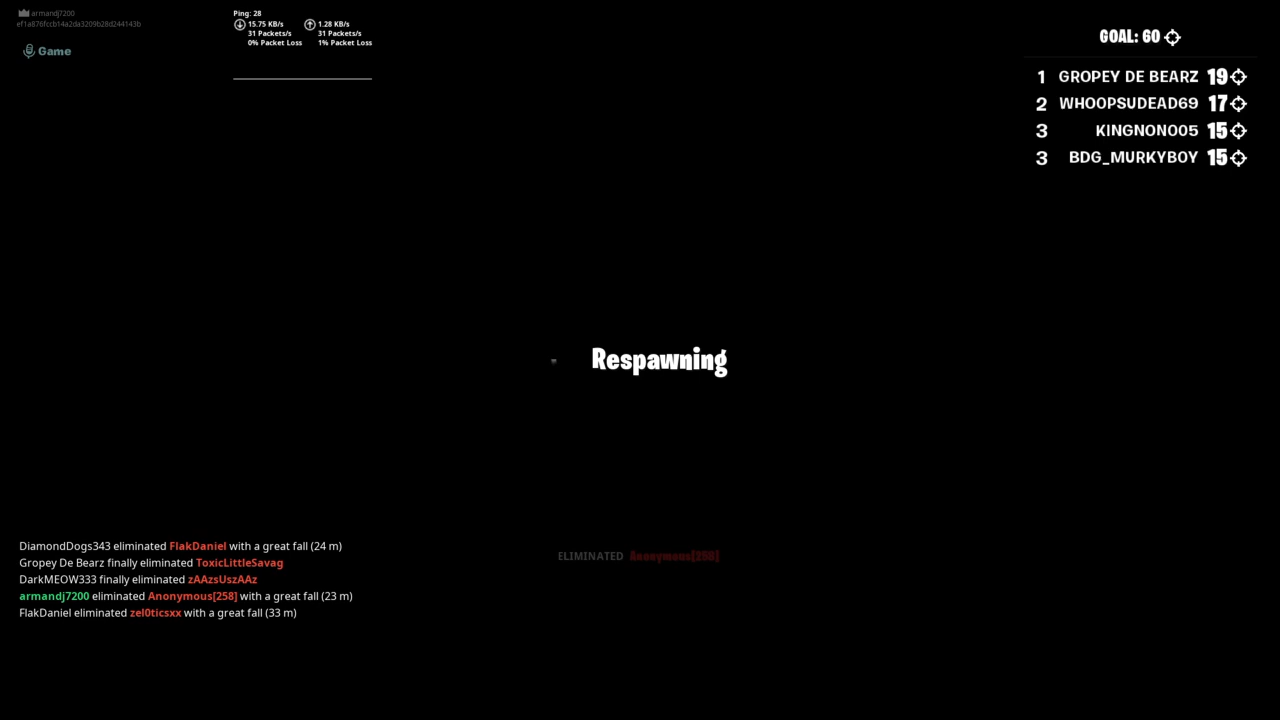 armandj7200
ef1a876fccb14a2da3209b28d244143b
Game
Ping: 28
15.75 KB/s
31 Packets/s
0% Packet Loss
1.28 KB/s
31 Packets/s
1% Packet Loss
GOAL: 60
1 GROPEY DE BEARZ 19
2 WHOOPSUDEAD69 17
3 KINGNONO05 15
3 BDG_MURKYBOY 15
Respawning
ELIMINATED Anonymous[258]
DiamondDogs343 eliminated FlakDaniel with a great fall (24 m)
Gropey De Bearz finally eliminated ToxicLittleSavag
DarkMEOW333 finally eliminated zAAzsUszAAz
armandj7200 eliminated Anonymous[258] with a great fall (23 m)
FlakDaniel eliminated zel0ticsxx with a great fall (33 m)